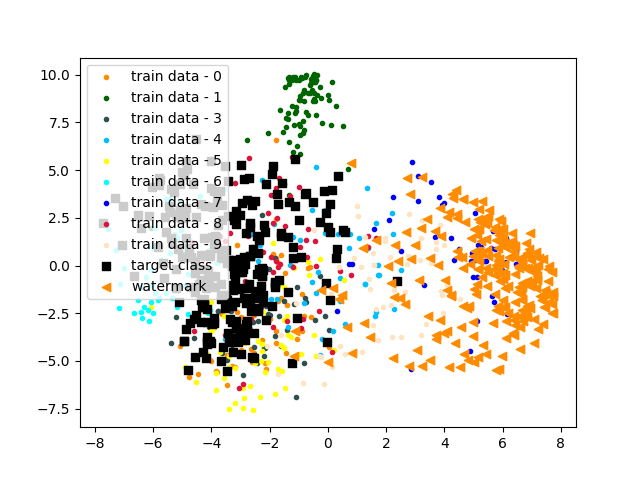 10.0
7.5
5.0
2.5
0.0
−2.5
−5.0
−7.5
−8
−6
−4
−2
0
2
4
6
8
train data - 0
train data - 1
train data - 3
train data - 4
train data - 5
train data - 6
train data - 7
train data - 8
train data - 9
target class
watermark